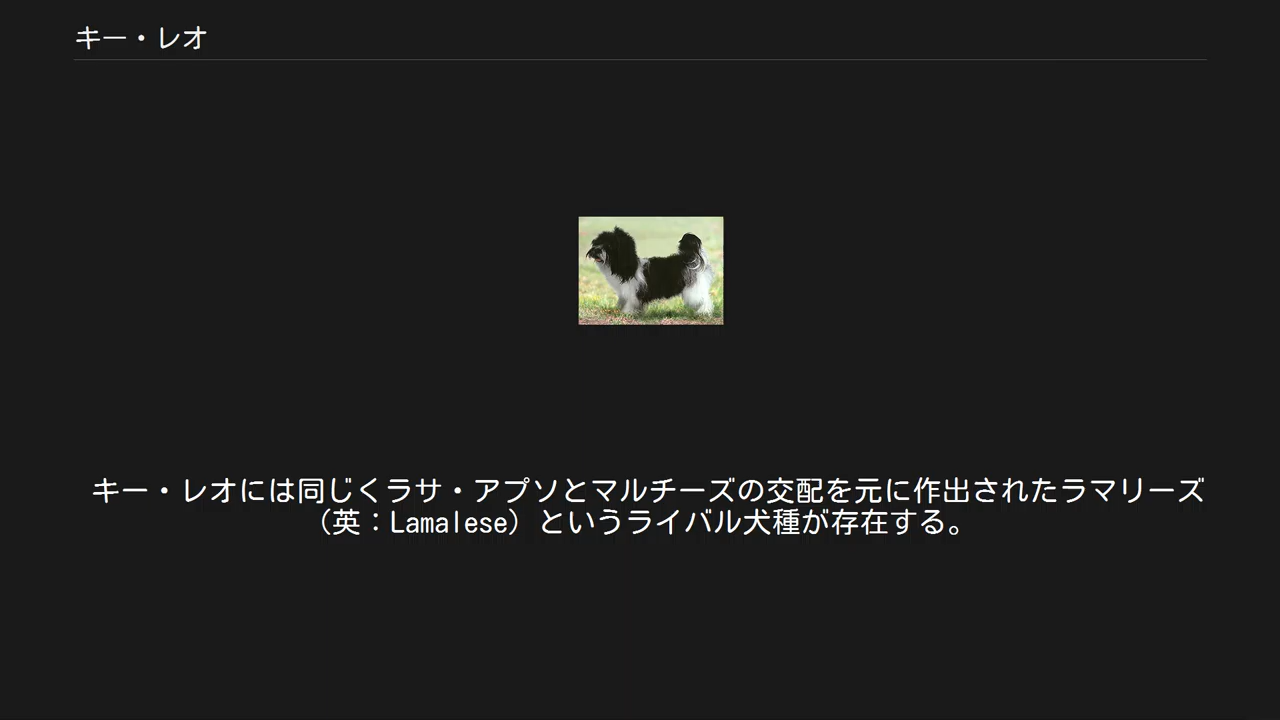 キー・レオ
キー・レオには同じくラサ・アプソとマルチーズの交配を元に作出されたラマリーズ
（英：Lamalese）というライバル犬種が存在する。